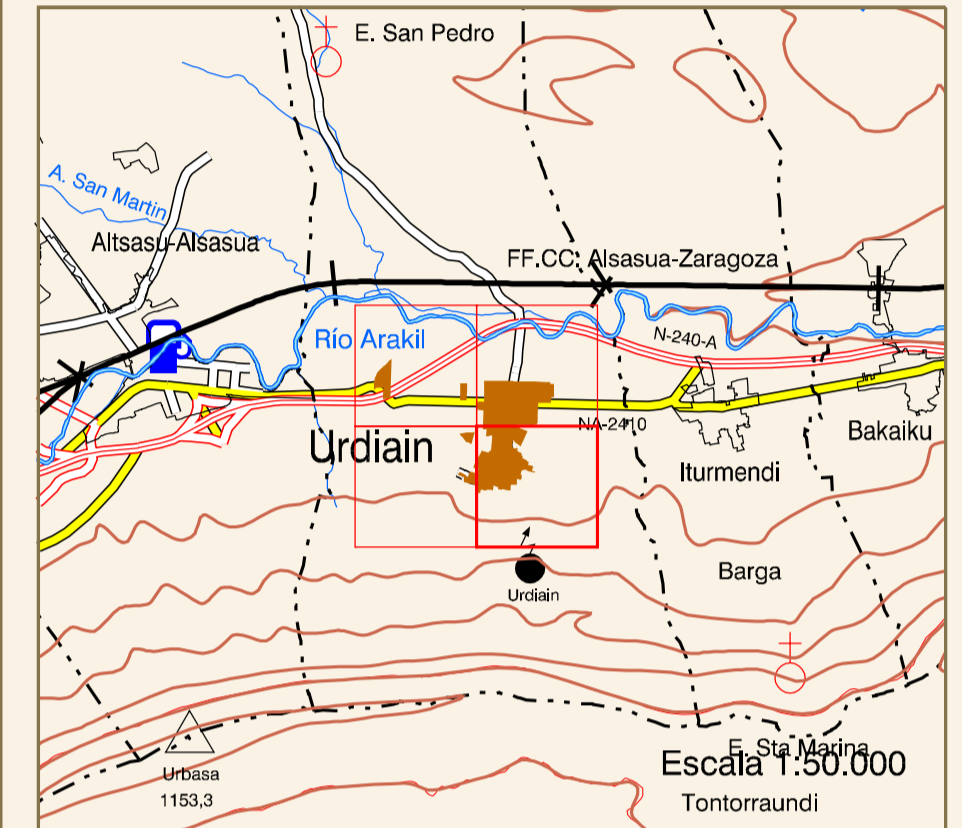 E. San Pedro
A. San Martin
Altsasu-Alsasua
FF.CC. Alsasua-Zaragoza
Río Arakil
N-240-A
NA-2410
Bakaiku
Urdiain
Iturmendi
Barga
Urdiain
E. Sta Marina
Escala 1:50.000
Urbasa
1153,3
Tontorraundi